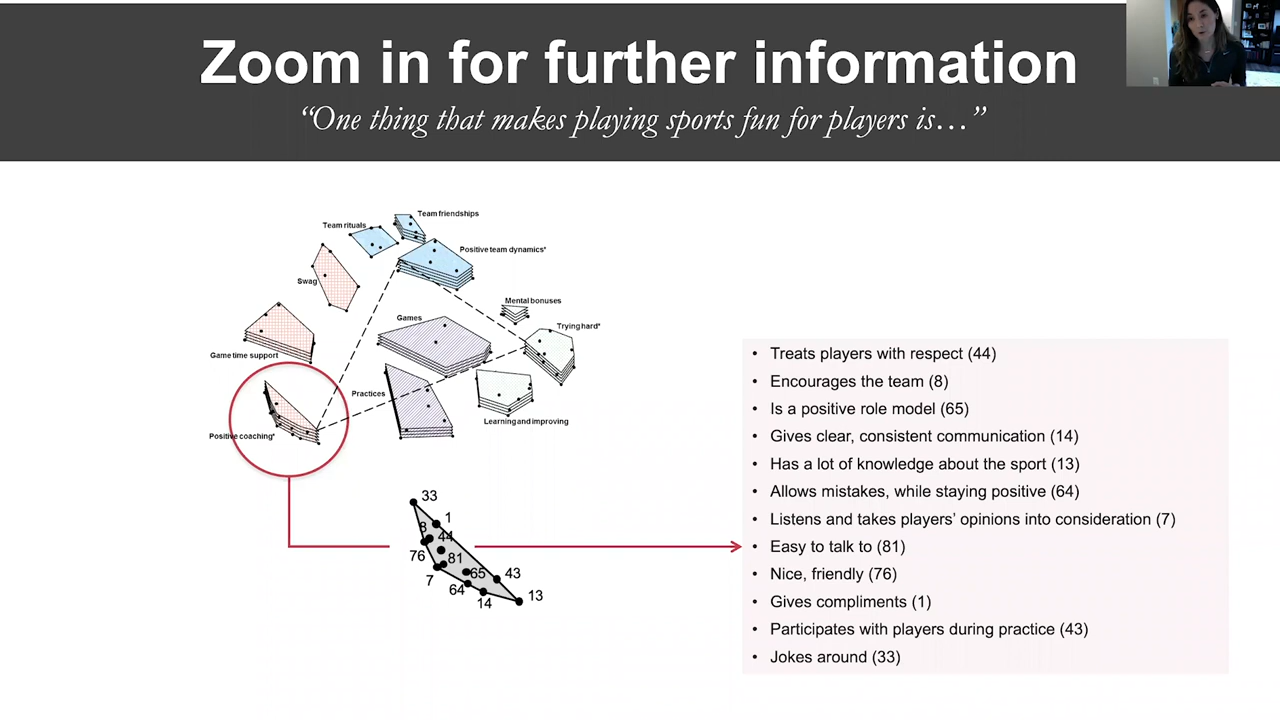 Zoom in for further information
“One thing that makes playing sports fun for players is…”
Team friendships
Team rituals
Positive team dynamics*
Swag
Mental bonuses
Games
Trying hard*
Game time support
Practices
Learning and improving
Positive coaching*
33
1
8
44
76
81
7
65
43
64
14
13
• Treats players with respect (44)
• Encourages the team (8)
• Is a positive role model (65)
• Gives clear, consistent communication (14)
• Has a lot of knowledge about the sport (13)
• Allows mistakes, while staying positive (64)
• Listens and takes players’ opinions into consideration (7)
• Easy to talk to (81)
• Nice, friendly (76)
• Gives compliments (1)
• Participates with players during practice (43)
• Jokes around (33)